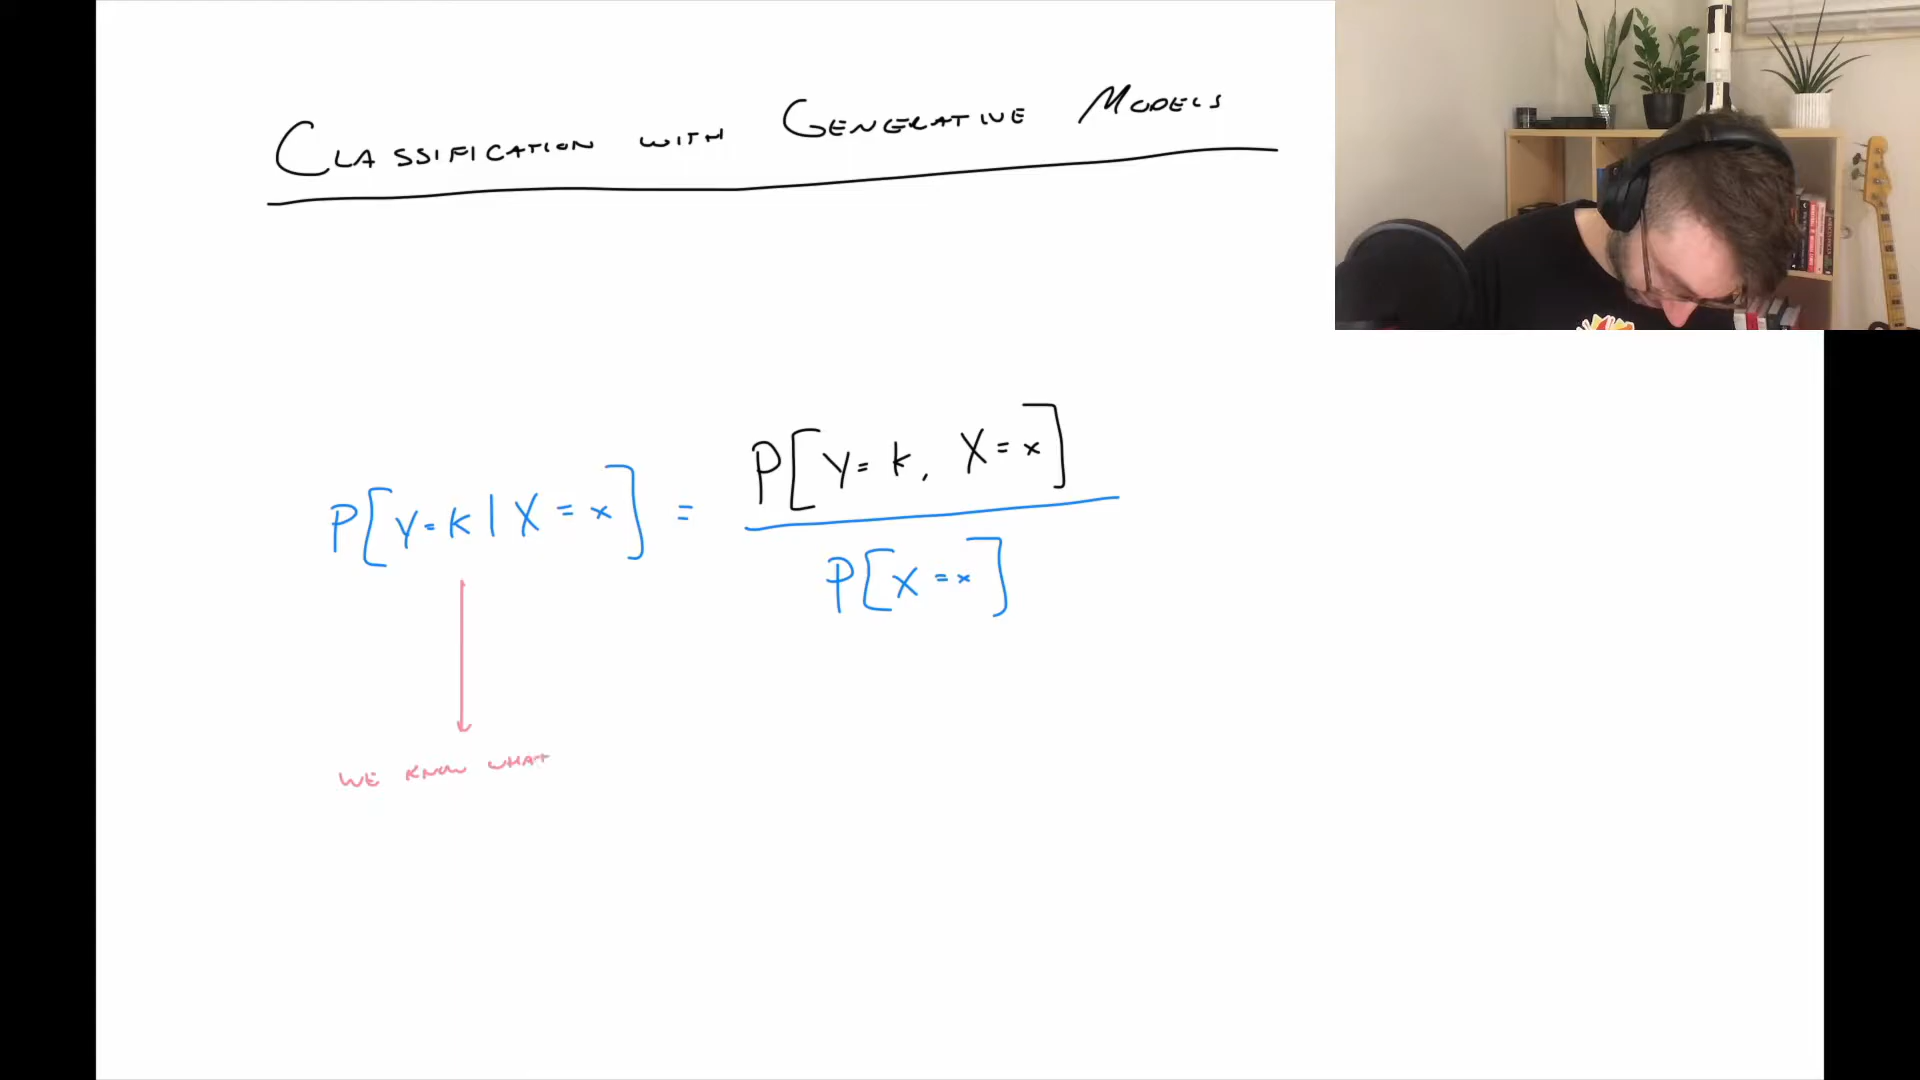 CLASSIFICATION WITH GENERATIVE MODELS
P[Y=k, X=x]
P[Y=k | X=x] =
P[X=x]
WE KNOW WHAT